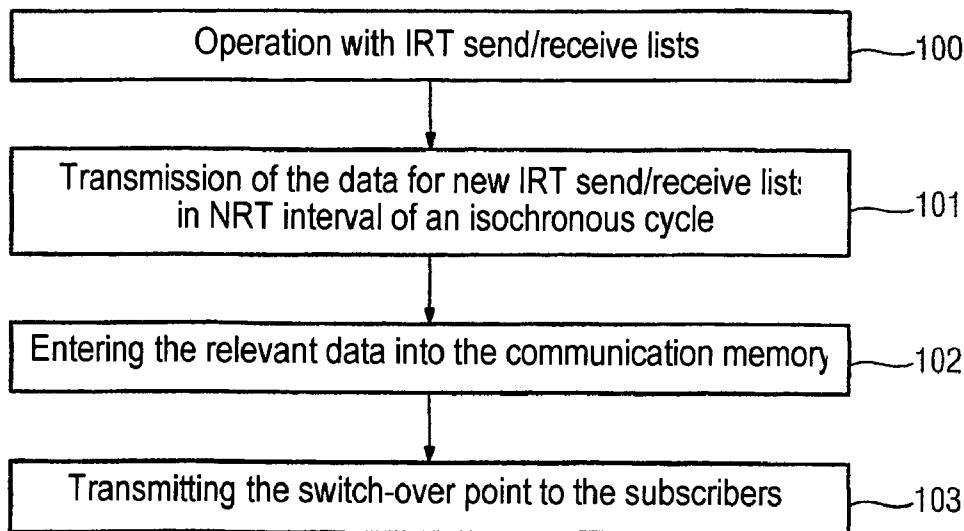 Operation with IRT send/receive lists
100
Transmission of the data for new IRT send/receive lists
in NRT interval of an isochronous cycle
101
Entering the relevant data into the communication memory
102
Transmitting the switch-over point to the subscribers
103